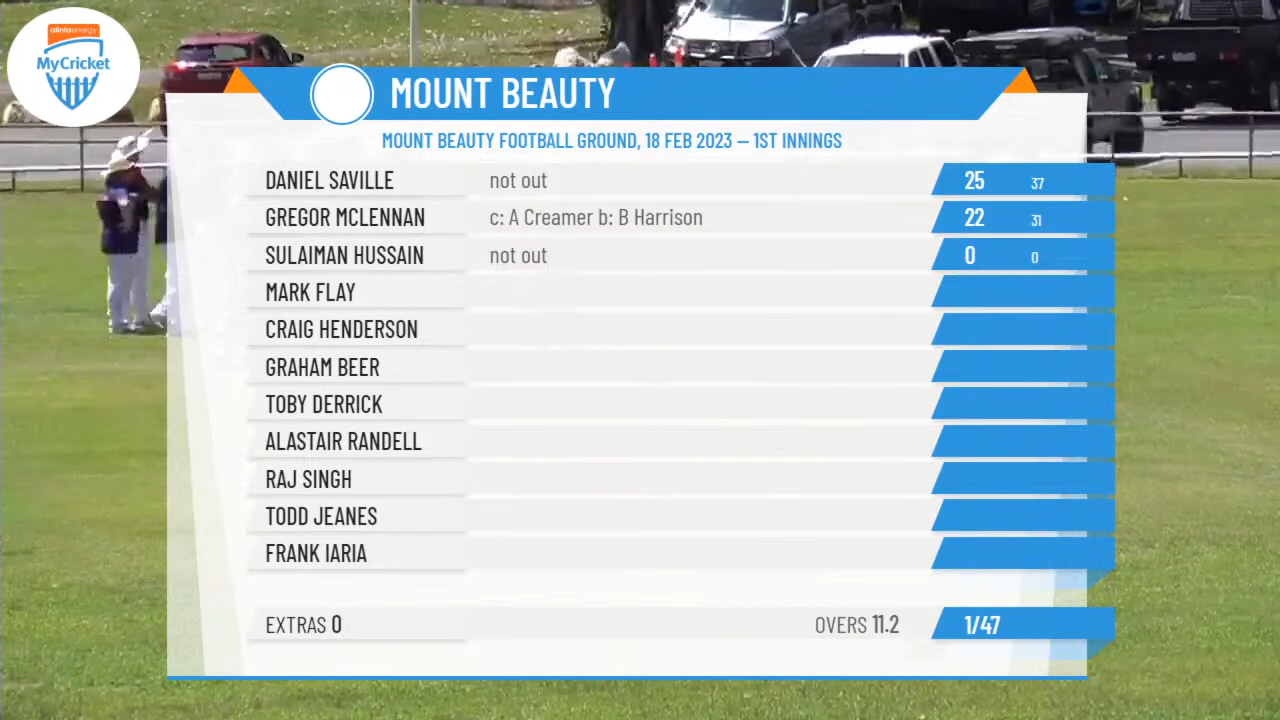 alintaenergy
MyCricket
MOUNT BEAUTY
MOUNT BEAUTY FOOTBALL GROUND, 18 FEB 2023 – 1ST INNINGS
DANIEL SAVILLE not out 25 37
GREGOR MCLENNAN c: A Creamer b: B Harrison 22 31
SULAIMAN HUSSAIN not out 0 0
MARK FLAY
CRAIG HENDERSON
GRAHAM BEER
TOBY DERRICK
ALASTAIR RANDELL
RAJ SINGH
TODD JEANES
FRANK IARIA
EXTRAS 0 OVERS 11.2 1/47